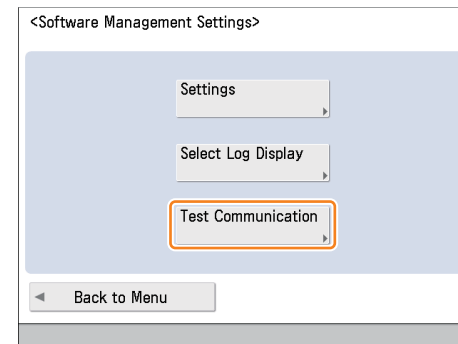 <Software Management Settings>
Settings
Select Log Display
Test Communication
Back to Menu